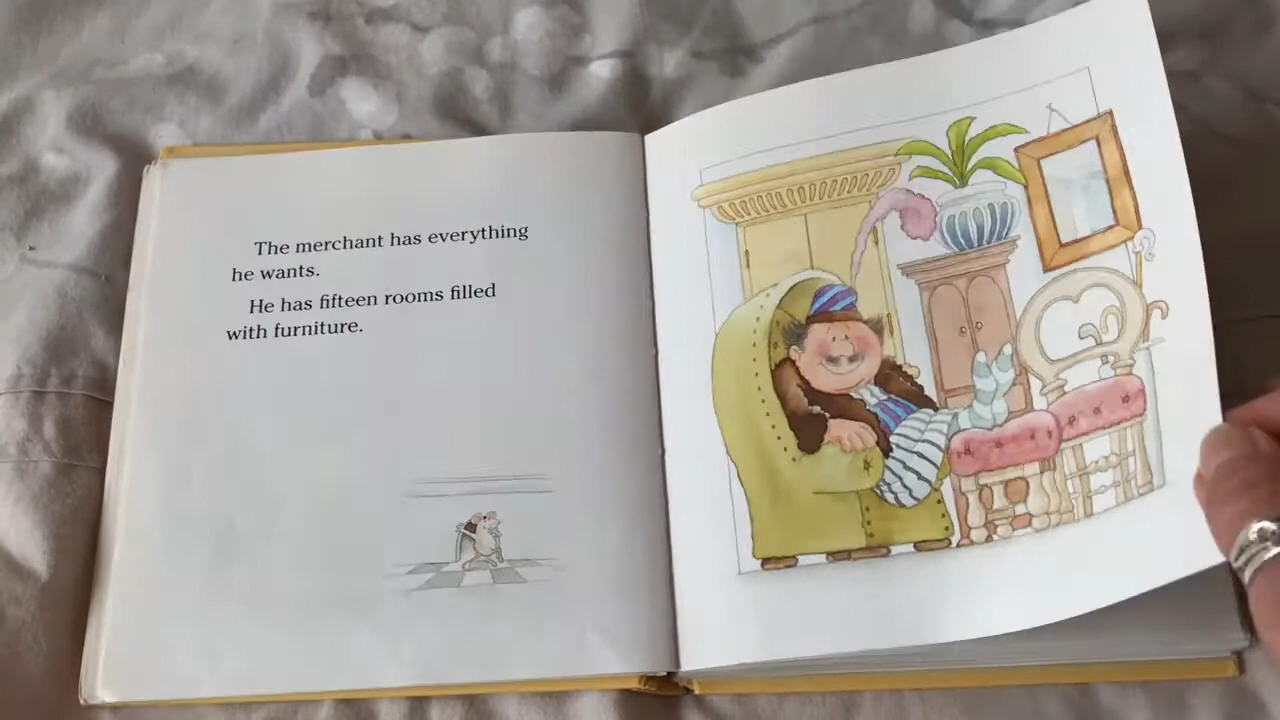 The merchant has everything
he wants.
He has fifteen rooms filled
with furniture.